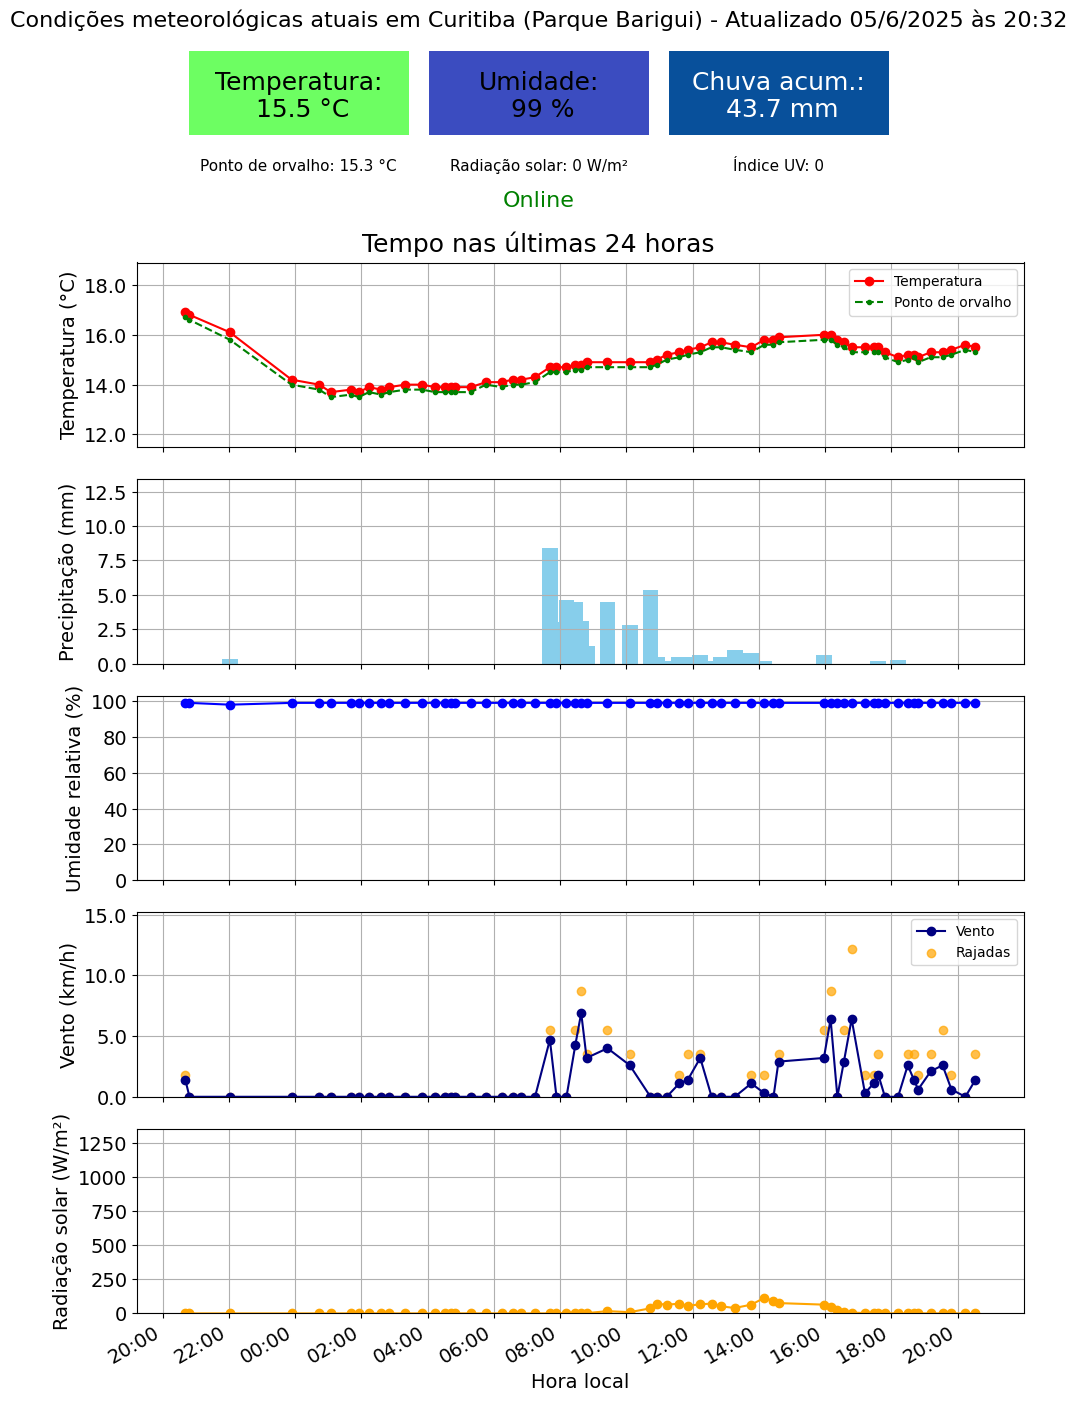 Condições meteorológicas atuais em Curitiba (Parque Barigui) - Atualizado 05/6/2025 às 20:32
Temperatura:
15.5 °C
Umidade:
99 %
Chuva acum.:
43.7 mm
Ponto de orvalho: 15.3 °C
Radiação solar: 0 W/m²
Índice UV: 0
Online
Tempo nas últimas 24 horas
Temperatura (°C)
18.0
16.0
14.0
12.0
Temperatura
Ponto de orvalho
Precipitação (mm)
12.5
10.0
7.5
5.0
2.5
0.0
Umidade relativa (%)
100
80
60
40
20
0
Vento (km/h)
15.0
10.0
5.0
0.0
Vento
Rajadas
Radiação solar (W/m²)
1250
1000
750
500
250
0
20:00
22:00
00:00
02:00
04:00
06:00
08:00
10:00
12:00
14:00
16:00
18:00
20:00
Hora local